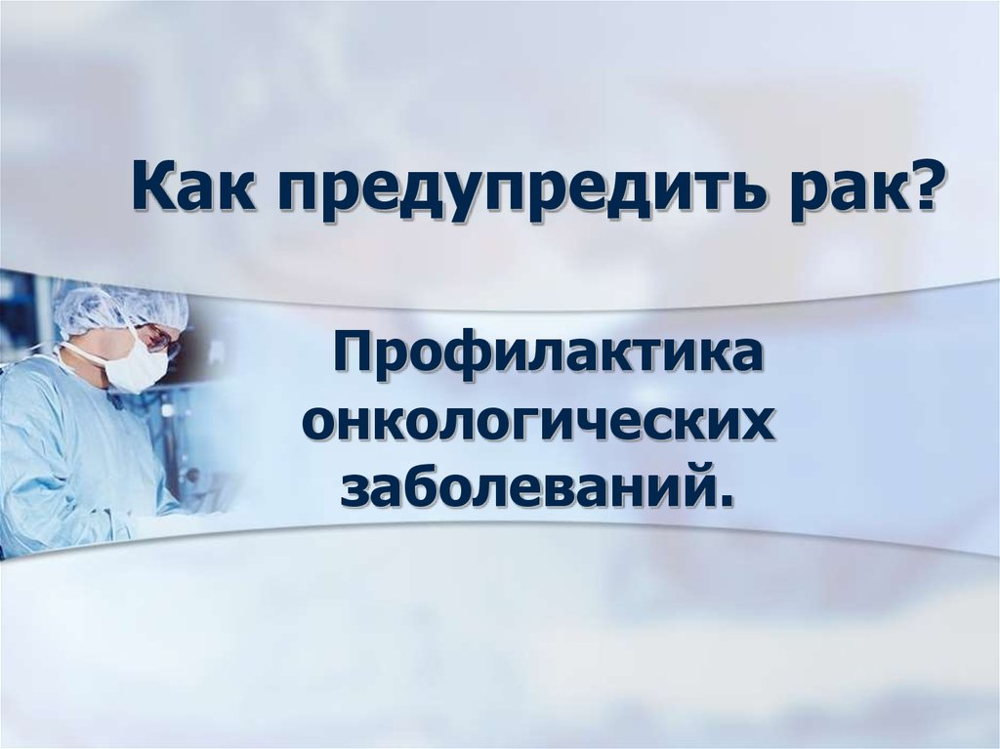 Как предупредить рак?
Профилактика
онкологических
заболеваний.